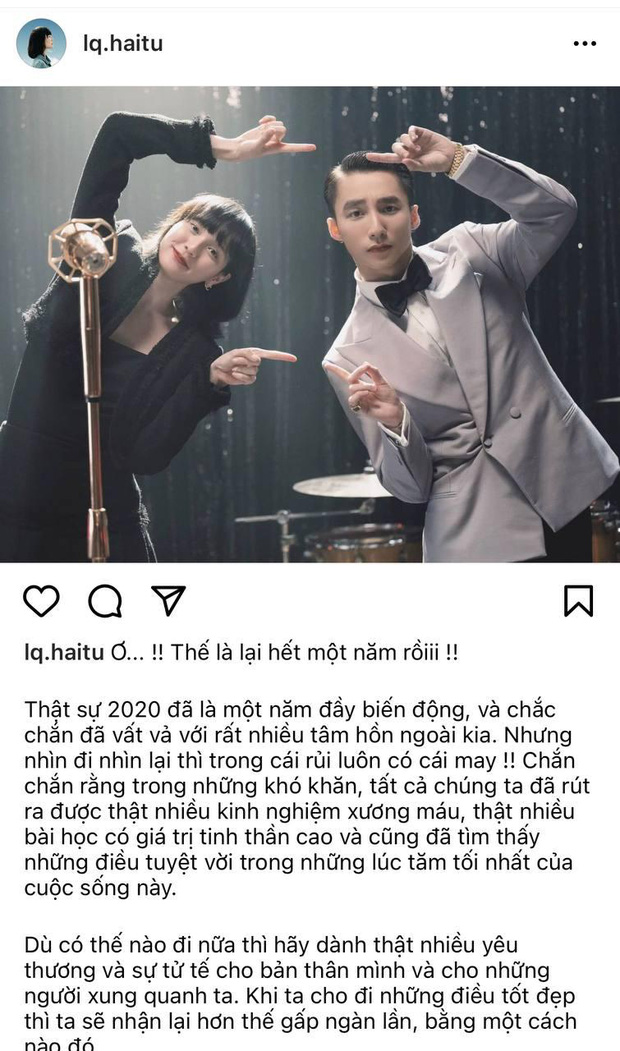 lq.haitu
lq.haitu Ơ... !! Thế là lại hết một năm rồiii !!
Thật sự 2020 đã là một năm đầy biến động, và chắc
chắn đã vất vả với rất nhiều tâm hồn ngoài kia. Nhưng
nhìn đi nhìn lại thì trong cái rủi luôn có cái may !! Chắn
chắn rằng trong những khó khăn, tất cả chúng ta đã rút
ra được thật nhiều kinh nghiệm xương máu, thật nhiều
bài học có giá trị tinh thần cao và cũng đã tìm thấy
những điều tuyệt vời trong những lúc tăm tối nhất của
cuộc sống này.
Dù có thế nào đi nữa thì hãy dành thật nhiều yêu
thương và sự tử tế cho bản thân mình và cho những
người xung quanh ta. Khi ta cho đi những điều tốt đẹp
thì ta sẽ nhận lại hơn thế gấp ngàn lần, bằng một cách
nào đó